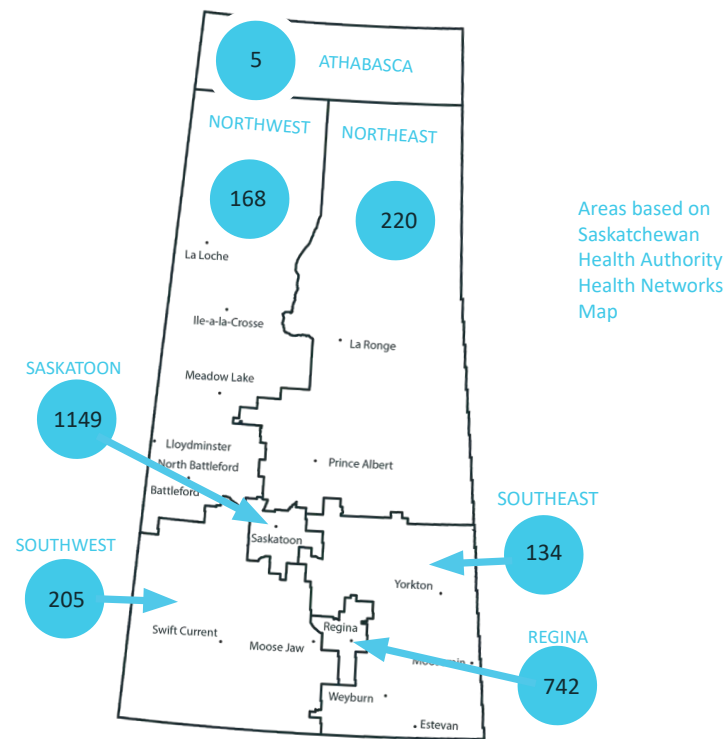 5
ATHABASCA
NORTHWEST
NORTHEAST
168
220
Areas based on
Saskatchewan
Health Authority
Health Networks
Map
La Loche
Ile-a-la-Crosse
La Ronge
SASKATOON
Meadow Lake
1149
Lloydminster
North Battleford
Battleford
Prince Albert
SOUTHEAST
Saskatoon
SOUTHWEST
134
Yorkton
205
Swift Current
Moose Jaw
Regina
REGINA
742
Weyburn
Estevan